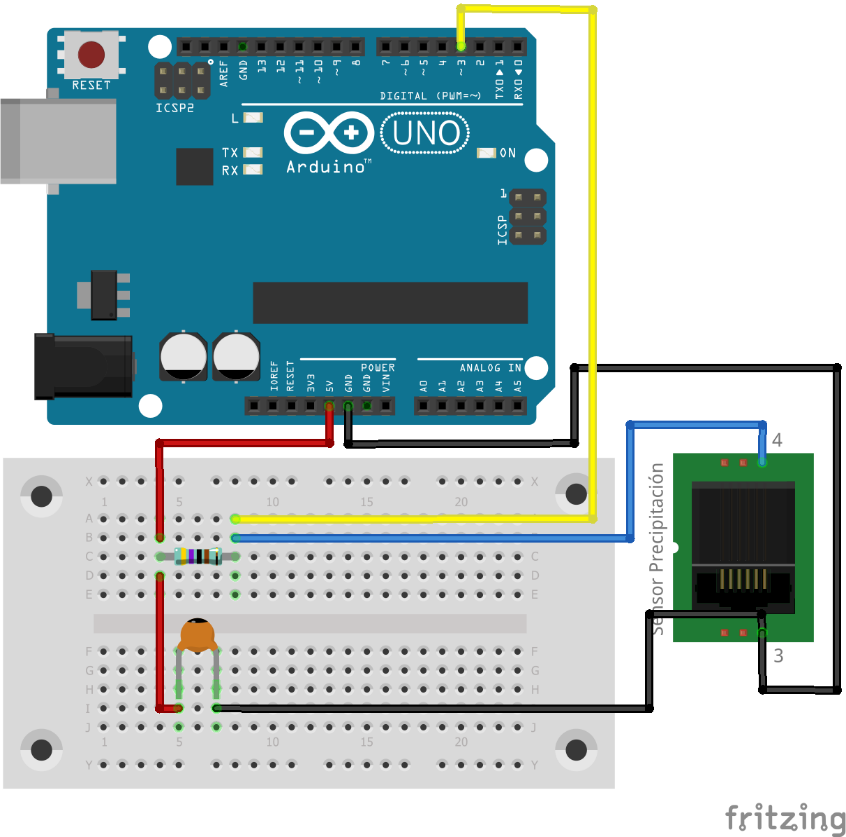 RESET
ICSP2
AREF
GND
13
12
~11
~10
~9
8
7
~6
~5
4
~3
2
TX0▶1
RX0◀0
DIGITAL (PWM=~)
L
TX
RX
UNO
Arduino™
ON
1
ICSP
POWER
ANALOG IN
IOREF
RESET
3V3
5V
GND
GND
VIN
A0
A1
A2
A3
A4
A5
X X
1 5 10 15 20
A
B
C C
D D
E E
F F
G G
H H
I I
J J
1 5 10 15 20
Y Y
4
Sensor Precipitación
3
fritzing